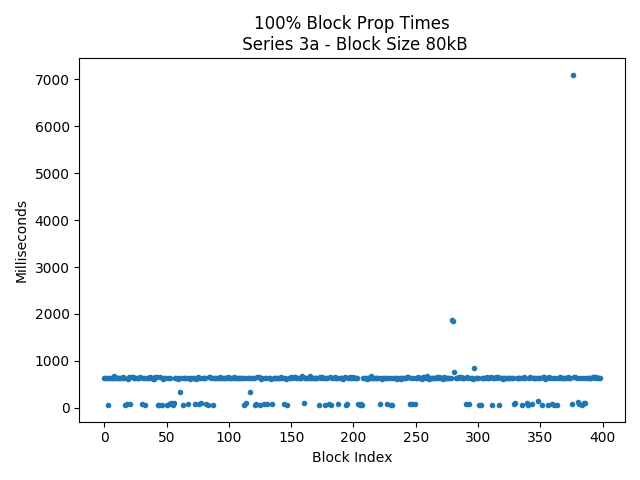 100% Block Prop Times
Series 3a - Block Size 80kB
Milliseconds
7000
6000
5000
4000
3000
2000
1000
0
0 50 100 150 200 250 300 350 400
Block Index